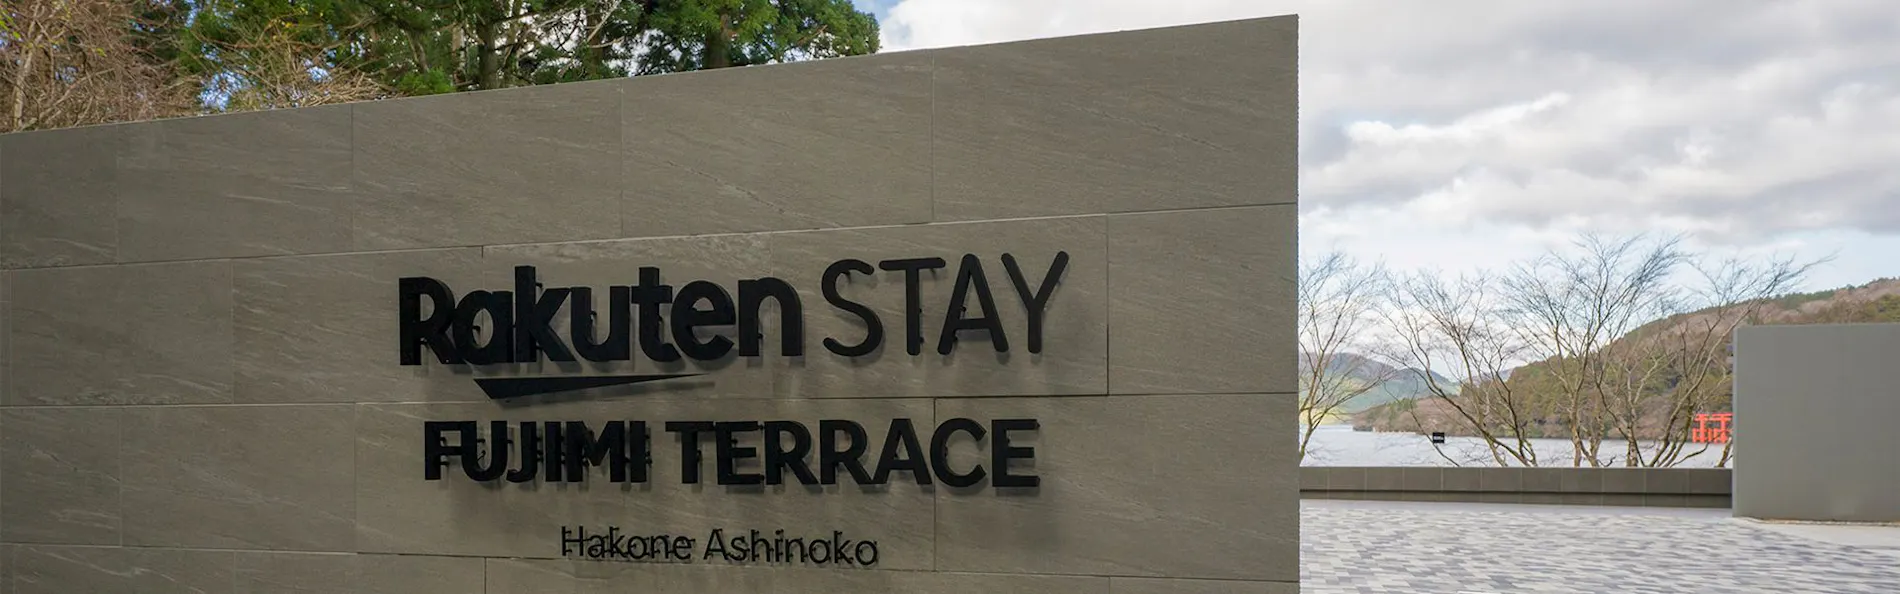 Rakuten STAY
FUJIMI TERRACE
Hakone Ashinoko